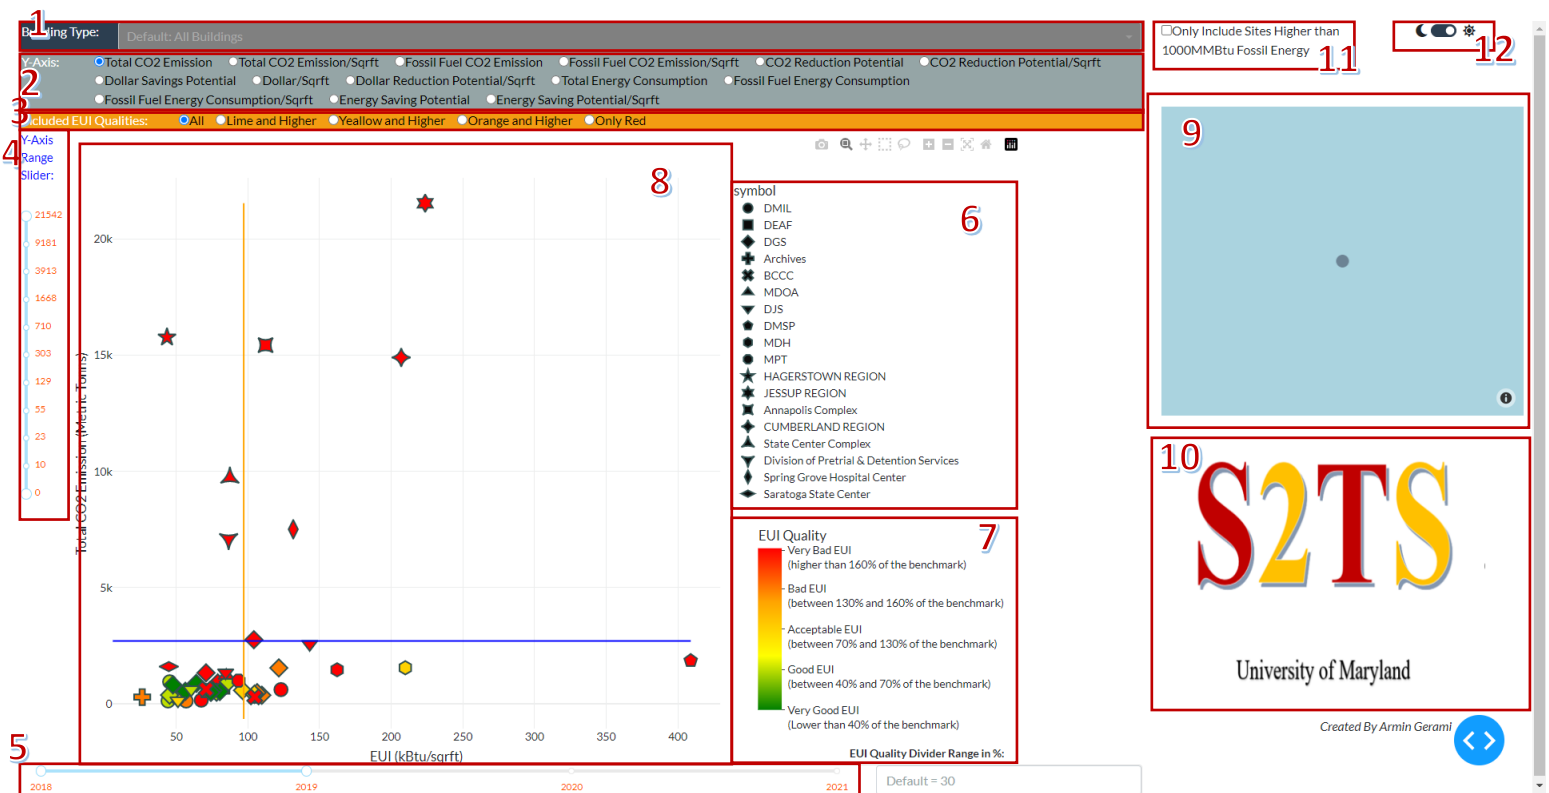 1
Building Type:
Default: All Buildings
2
Y-Axis:
Total CO2 Emission Total CO2 Emission/Sqrft Fossil Fuel CO2 Emission Fossil Fuel CO2 Emission/Sqrft CO2 Reduction Potential CO2 Reduction Potential/Sqrft
Dollar Savings Potential Dollar/Sqrft Dollar Reduction Potential/Sqrft Total Energy Consumption Fossil Fuel Energy Consumption
Fossil Fuel Energy Consumption/Sqrft Energy Saving Potential Energy Saving Potential/Sqrft
3
Included EUI Qualities: All Lime and Higher Yeallow and Higher Orange and Higher Only Red
Only Include Sites Higher than
1000MMBtu Fossil Energy
11
12
4
Y-Axis
Range
Slider:
21542
9181
3913
1668
710
303
129
55
23
10
0
8
Total CO2 Emission (Metric Tonns)
20k
15k
10k
5k
0
50 100 150 200 250 300 350 400
EUI (kBtu/sqrft)
symbol
6
DMIL
DEAF
DGS
Archives
BCCC
MDOA
DJS
DMSP
MDH
MPT
HAGERSTOWN REGION
JESSUP REGION
Annapolis Complex
CUMBERLAND REGION
State Center Complex
Division of Pretrial & Detention Services
Spring Grove Hospital Center
Saratoga State Center
7
EUI Quality
Very Bad EUI
(higher than 160% of the benchmark)
Bad EUI
(between 130% and 160% of the benchmark)
Acceptable EUI
(between 70% and 130% of the benchmark)
Good EUI
(between 40% and 70% of the benchmark)
Very Good EUI
(Lower than 40% of the benchmark)
EUI Quality Divider Range in %:
Default = 30
5
2018 2019 2020 2021
9
10
S2TS
University of Maryland
Created By Armin Gerami